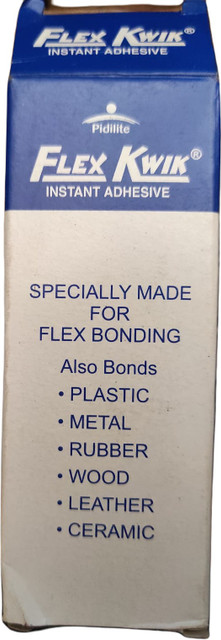 FLEX KWIK®
INSTANT ADHESIVE
Pidilite
FLEX KWIK®
INSTANT ADHESIVE
SPECIALLY MADE
FOR
FLEX BONDING
Also Bonds
• PLASTIC
• METAL
• RUBBER
• WOOD
• LEATHER
• CERAMIC